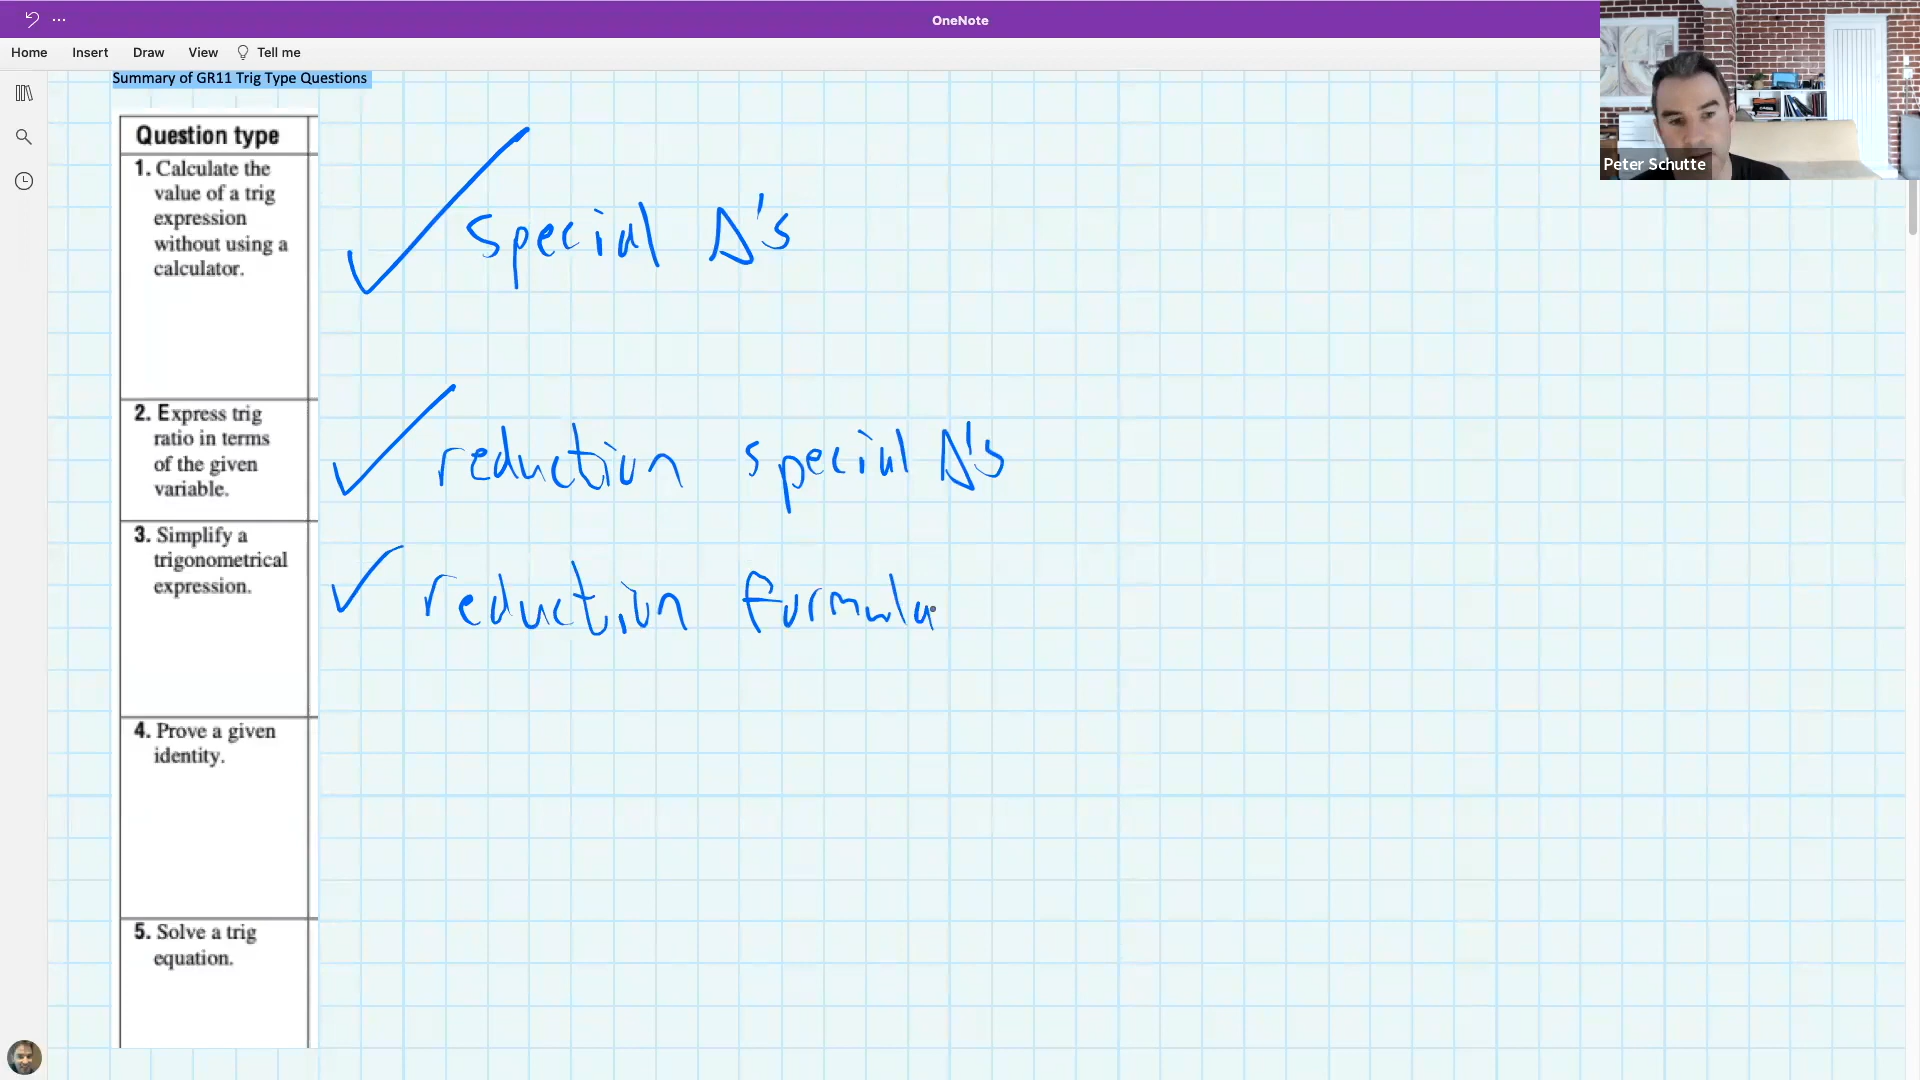 OneNote
Home Insert Draw View Tell me
Summary of GR11 Trig Type Questions
Question type
1. Calculate the
value of a trig
expression
without using a
calculator.
special Δ's
2. Express trig
ratio in terms
of the given
variable.
reduction special Δ's
3. Simplify a
trigonometrical
expression.
reduction formula
4. Prove a given
identity.
5. Solve a trig
equation.
Peter Schutte